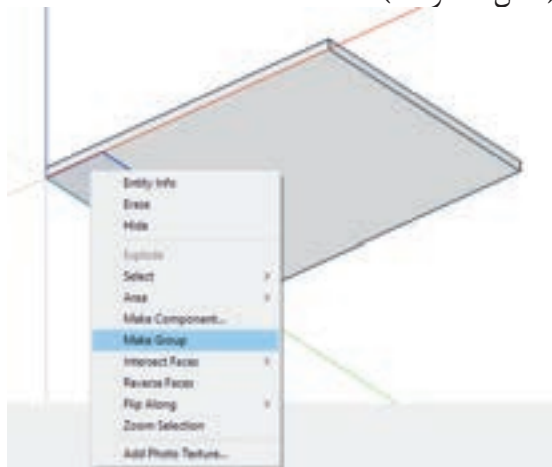 Entity Info
Erase
Hide
Explode
Select
Area
Make Component...
Make Group
Intersect Faces
Reverse Faces
Flip Along
Zoom Selection
Add Photo Texture...